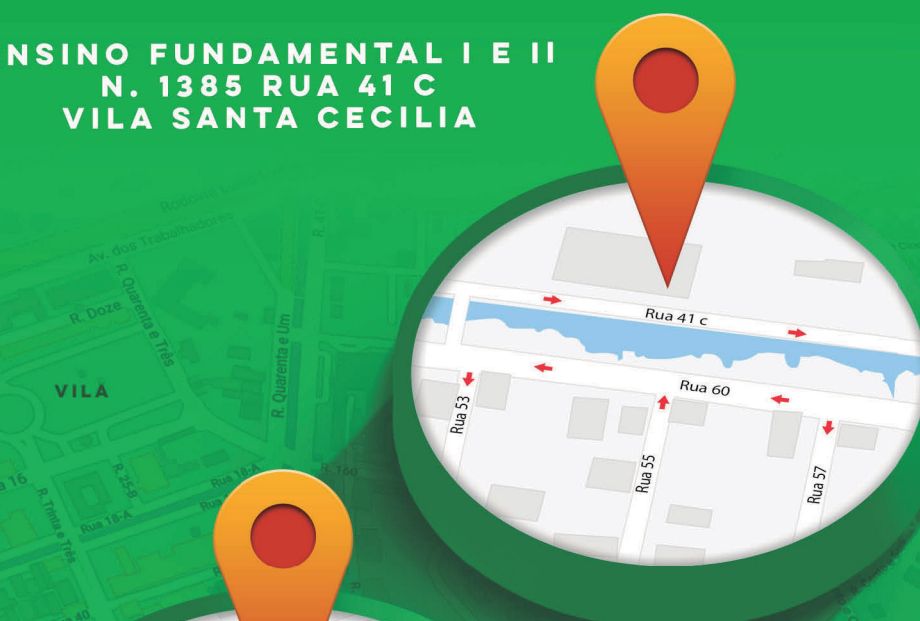 NSINO FUNDAMENTAL I E II
N. 1385 RUA 41 C
VILA SANTA CECILIA
Av. dos Trabalhadores
R. Quarenta e Três
R. Doze
R. Quarenta e Um
VILA
R. 25-B
R. Trinta e Três
Rua 18-A
Rua 18-A
R. 160
Rua 41 c
Rua 60
Rua 53
Rua 55
Rua 57